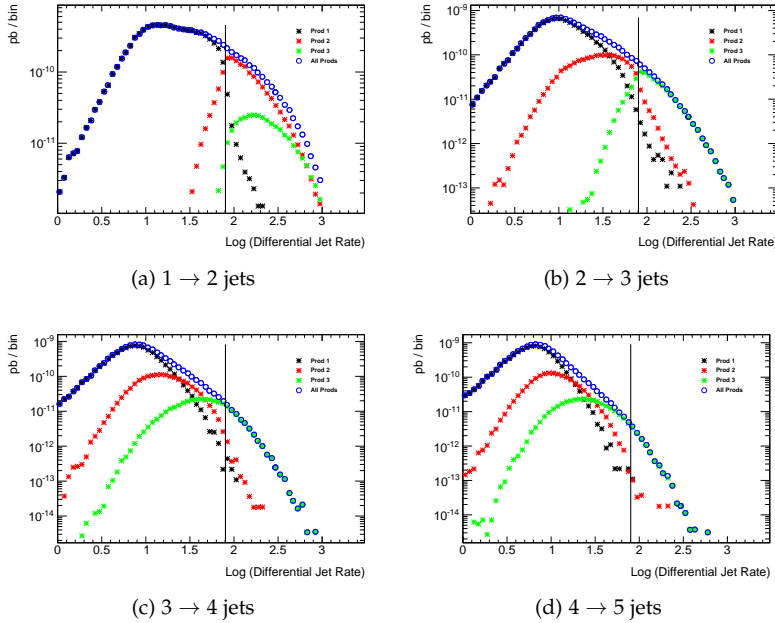 pb / bin
Prod 1
Prod 2
Prod 3
All Prods
10⁻¹⁰
10⁻¹¹
0 0.5 1 1.5 2 2.5 3
Log (Differential Jet Rate)
(a) 1 → 2 jets
pb / bin
Prod 1
Prod 2
Prod 3
All Prods
10⁻⁹
10⁻¹⁰
10⁻¹¹
10⁻¹²
10⁻¹³
0 0.5 1 1.5 2 2.5 3
Log (Differential Jet Rate)
(b) 2 → 3 jets
pb / bin
Prod 1
Prod 2
Prod 3
All Prods
10⁻⁹
10⁻¹⁰
10⁻¹¹
10⁻¹²
10⁻¹³
10⁻¹⁴
0 0.5 1 1.5 2 2.5 3
Log (Differential Jet Rate)
(c) 3 → 4 jets
pb / bin
Prod 1
Prod 2
Prod 3
All Prods
10⁻⁹
10⁻¹⁰
10⁻¹¹
10⁻¹²
10⁻¹³
10⁻¹⁴
0 0.5 1 1.5 2 2.5 3
Log (Differential Jet Rate)
(d) 4 → 5 jets